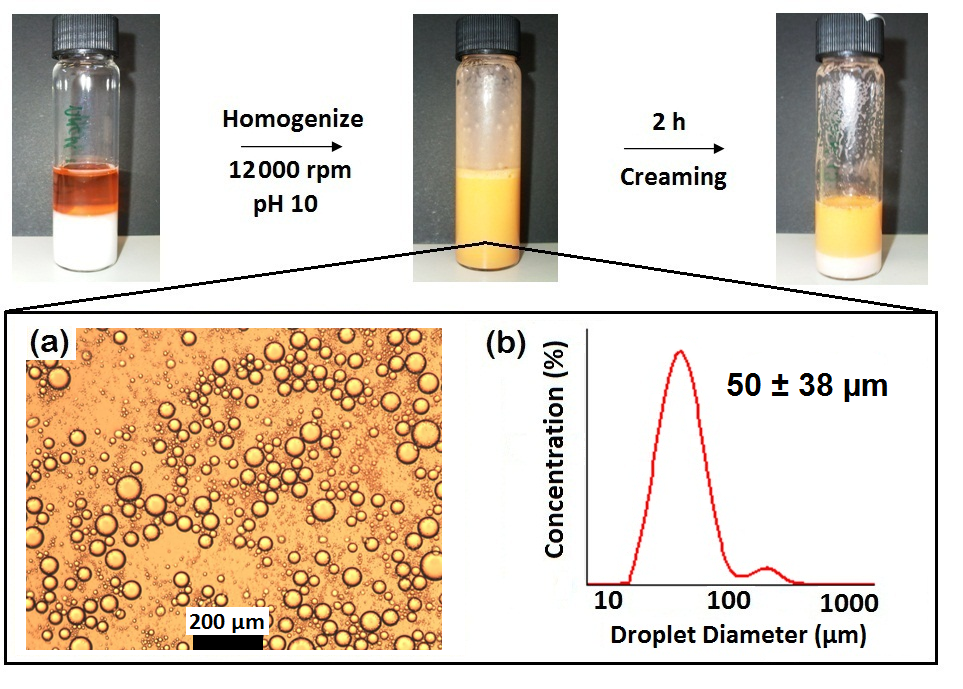 Homogenize
12000 rpm
pH 10
2 h
Creaming
(a)
200 µm
(b)
50 ± 38 µm
Concentration (%)
10 100 1000
Droplet Diameter (µm)